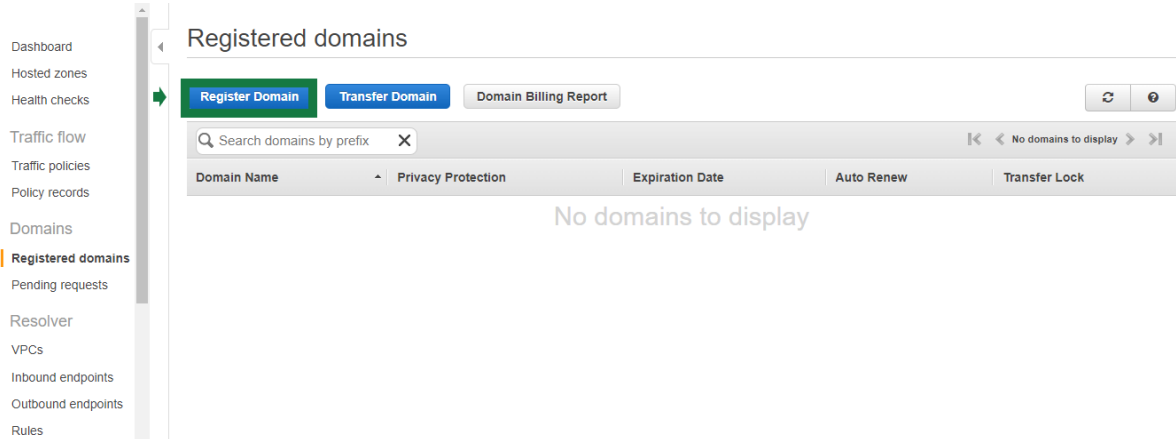 Dashboard
Hosted zones
Health checks
Traffic flow
Traffic policies
Policy records
Domains
Registered domains
Pending requests
Resolver
VPCs
Inbound endpoints
Outbound endpoints
Rules
Registered domains
Register Domain Transfer Domain Domain Billing Report
Search domains by prefix No domains to display
Domain Name Privacy Protection Expiration Date Auto Renew Transfer Lock
No domains to display